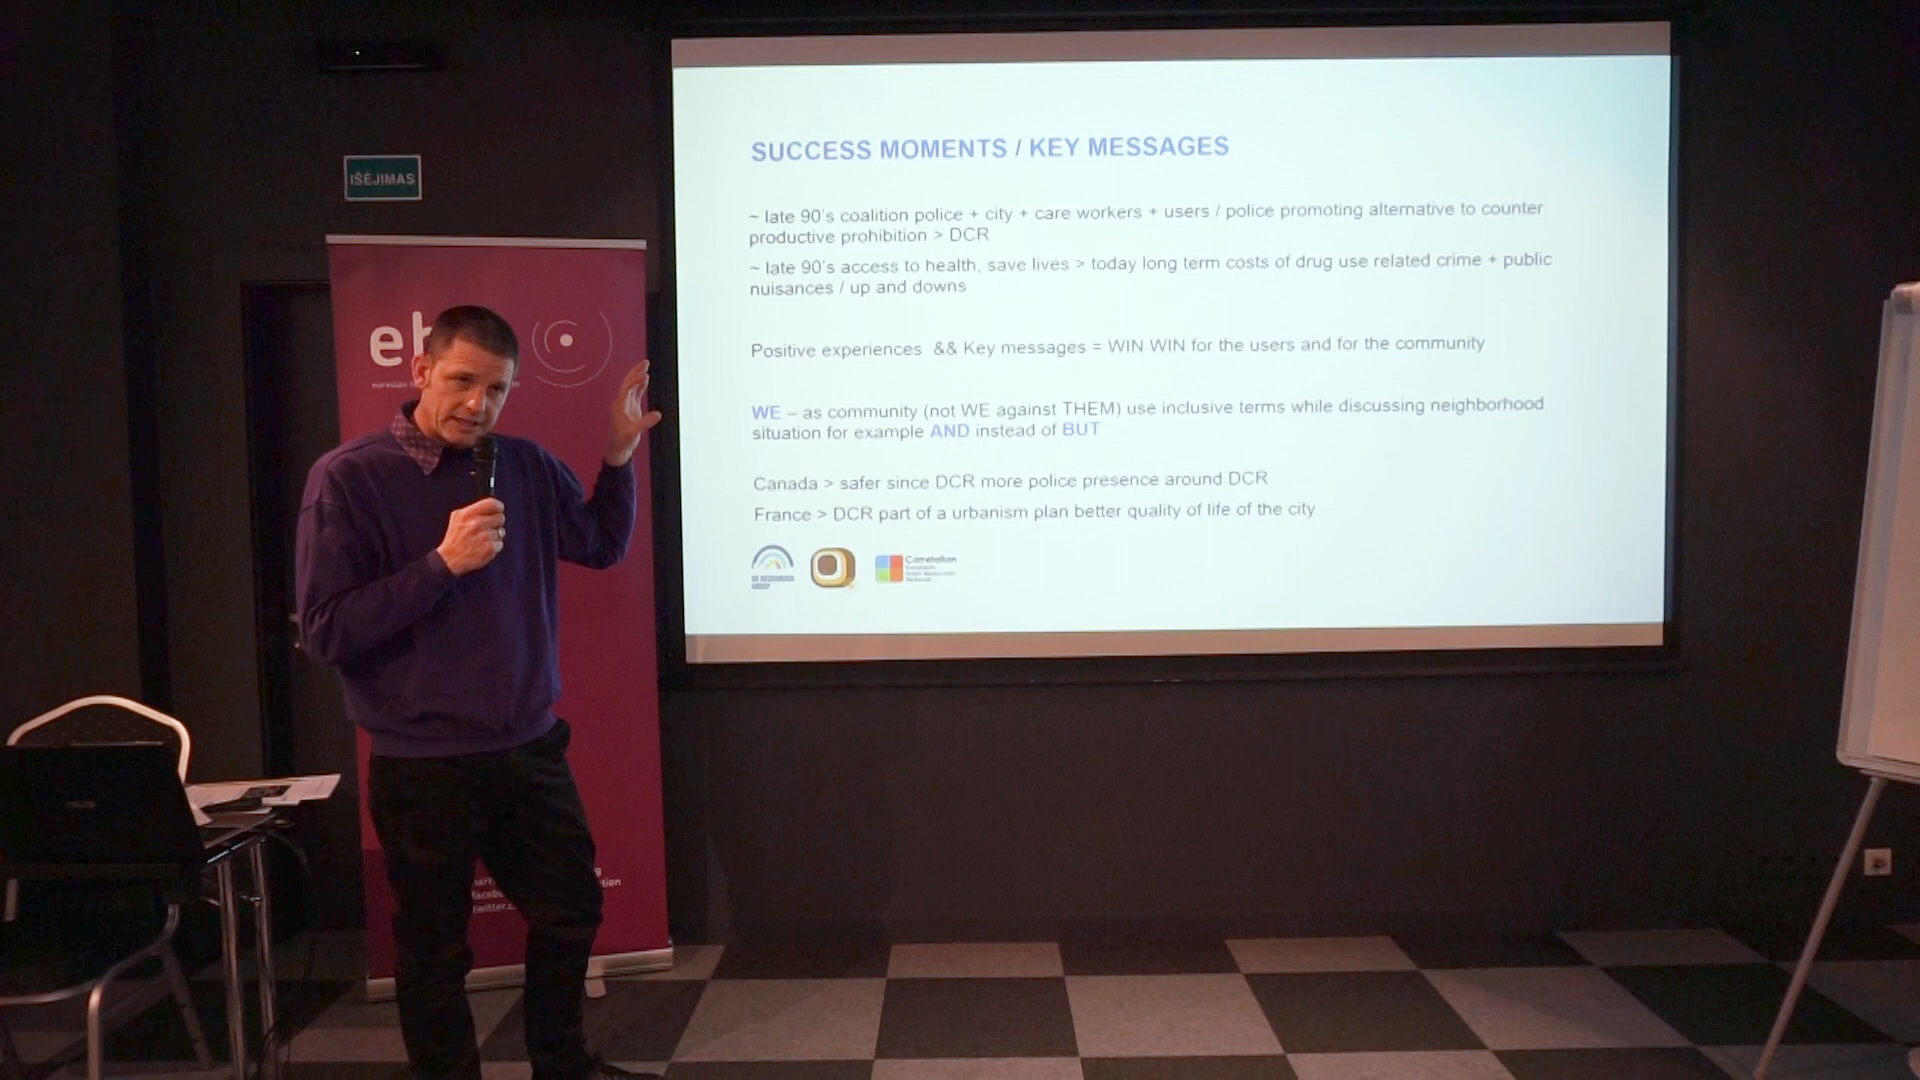 IŠĖJIMAS
SUCCESS MOMENTS / KEY MESSAGES
~ late 90's coalition police + city + care workers + users / police promoting alternative to counter
productive prohibition > DCR
~ late 90's access to health, save lives > today long term costs of drug use related crime + public
nuisances / up and downs
Positive experiences && Key messages = WIN WIN for the users and for the community
WE – as community (not WE against THEM) use inclusive terms while discussing neighborhood
situation for example AND instead of BUT
Canada > safer since DCR more police presence around DCR
France > DCR part of a urbanism plan better quality of life of the city
Correlation